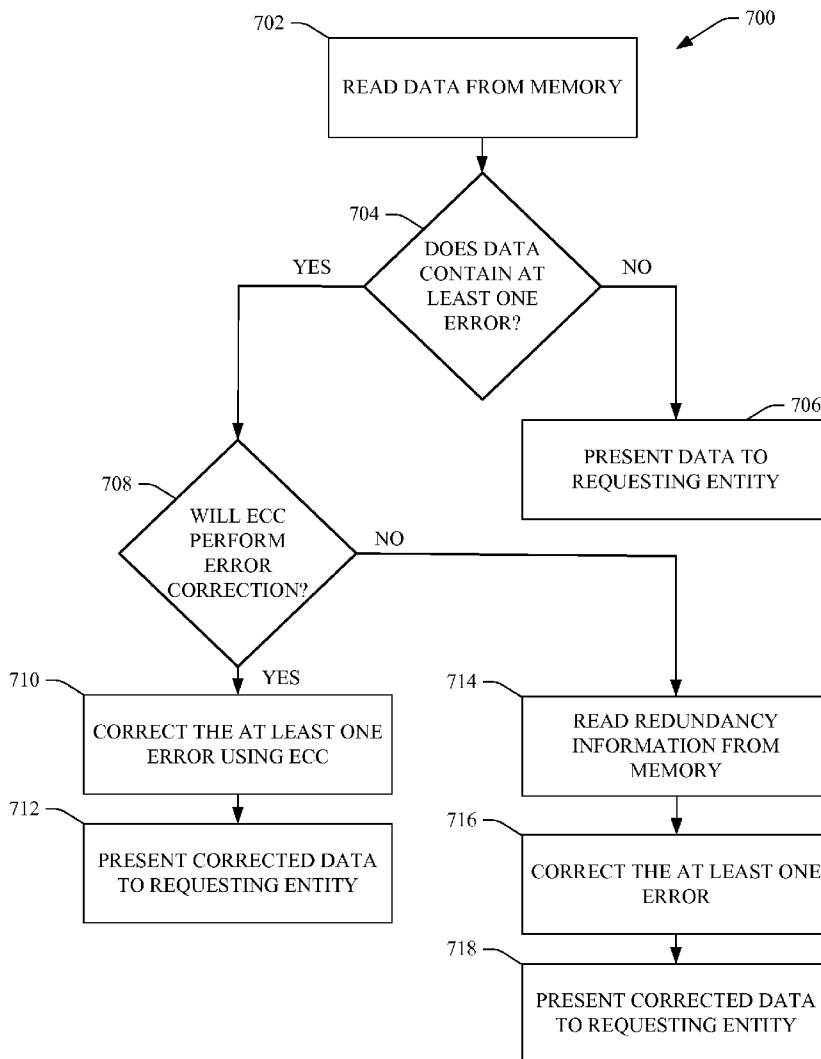 702
700
READ DATA FROM MEMORY
704
DOES DATA
CONTAIN AT
LEAST ONE
ERROR?
YES
NO
706
PRESENT DATA TO
REQUESTING ENTITY
708
WILL ECC
PERFORM
ERROR
CORRECTION?
NO
YES
710
CORRECT THE AT LEAST ONE
ERROR USING ECC
712
PRESENT CORRECTED DATA
TO REQUESTING ENTITY
714
READ REDUNDANCY
INFORMATION FROM
MEMORY
716
CORRECT THE AT LEAST ONE
ERROR
718
PRESENT CORRECTED DATA
TO REQUESTING ENTITY